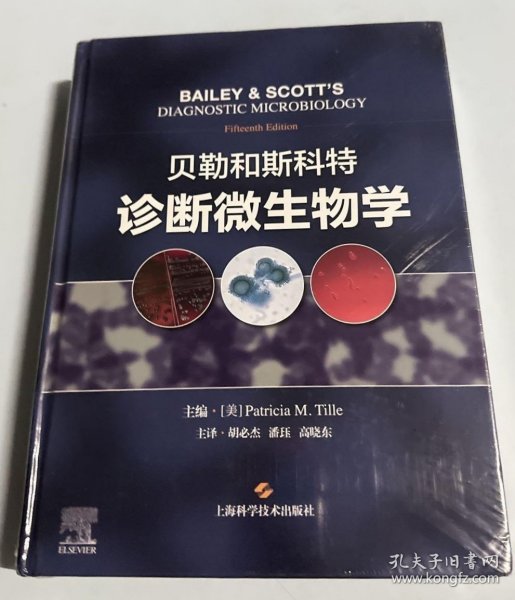 BAILEY & SCOTT'S
DIAGNOSTIC MICROBIOLOGY
Fifteenth Edition
贝勒和斯科特
诊断微生物学
主编·[美]Patricia M. Tille
主译·胡必杰 潘珏 高晓东
上海科学技术出版社
ELSEVIER
孔夫子旧書网
www.kongfz.com